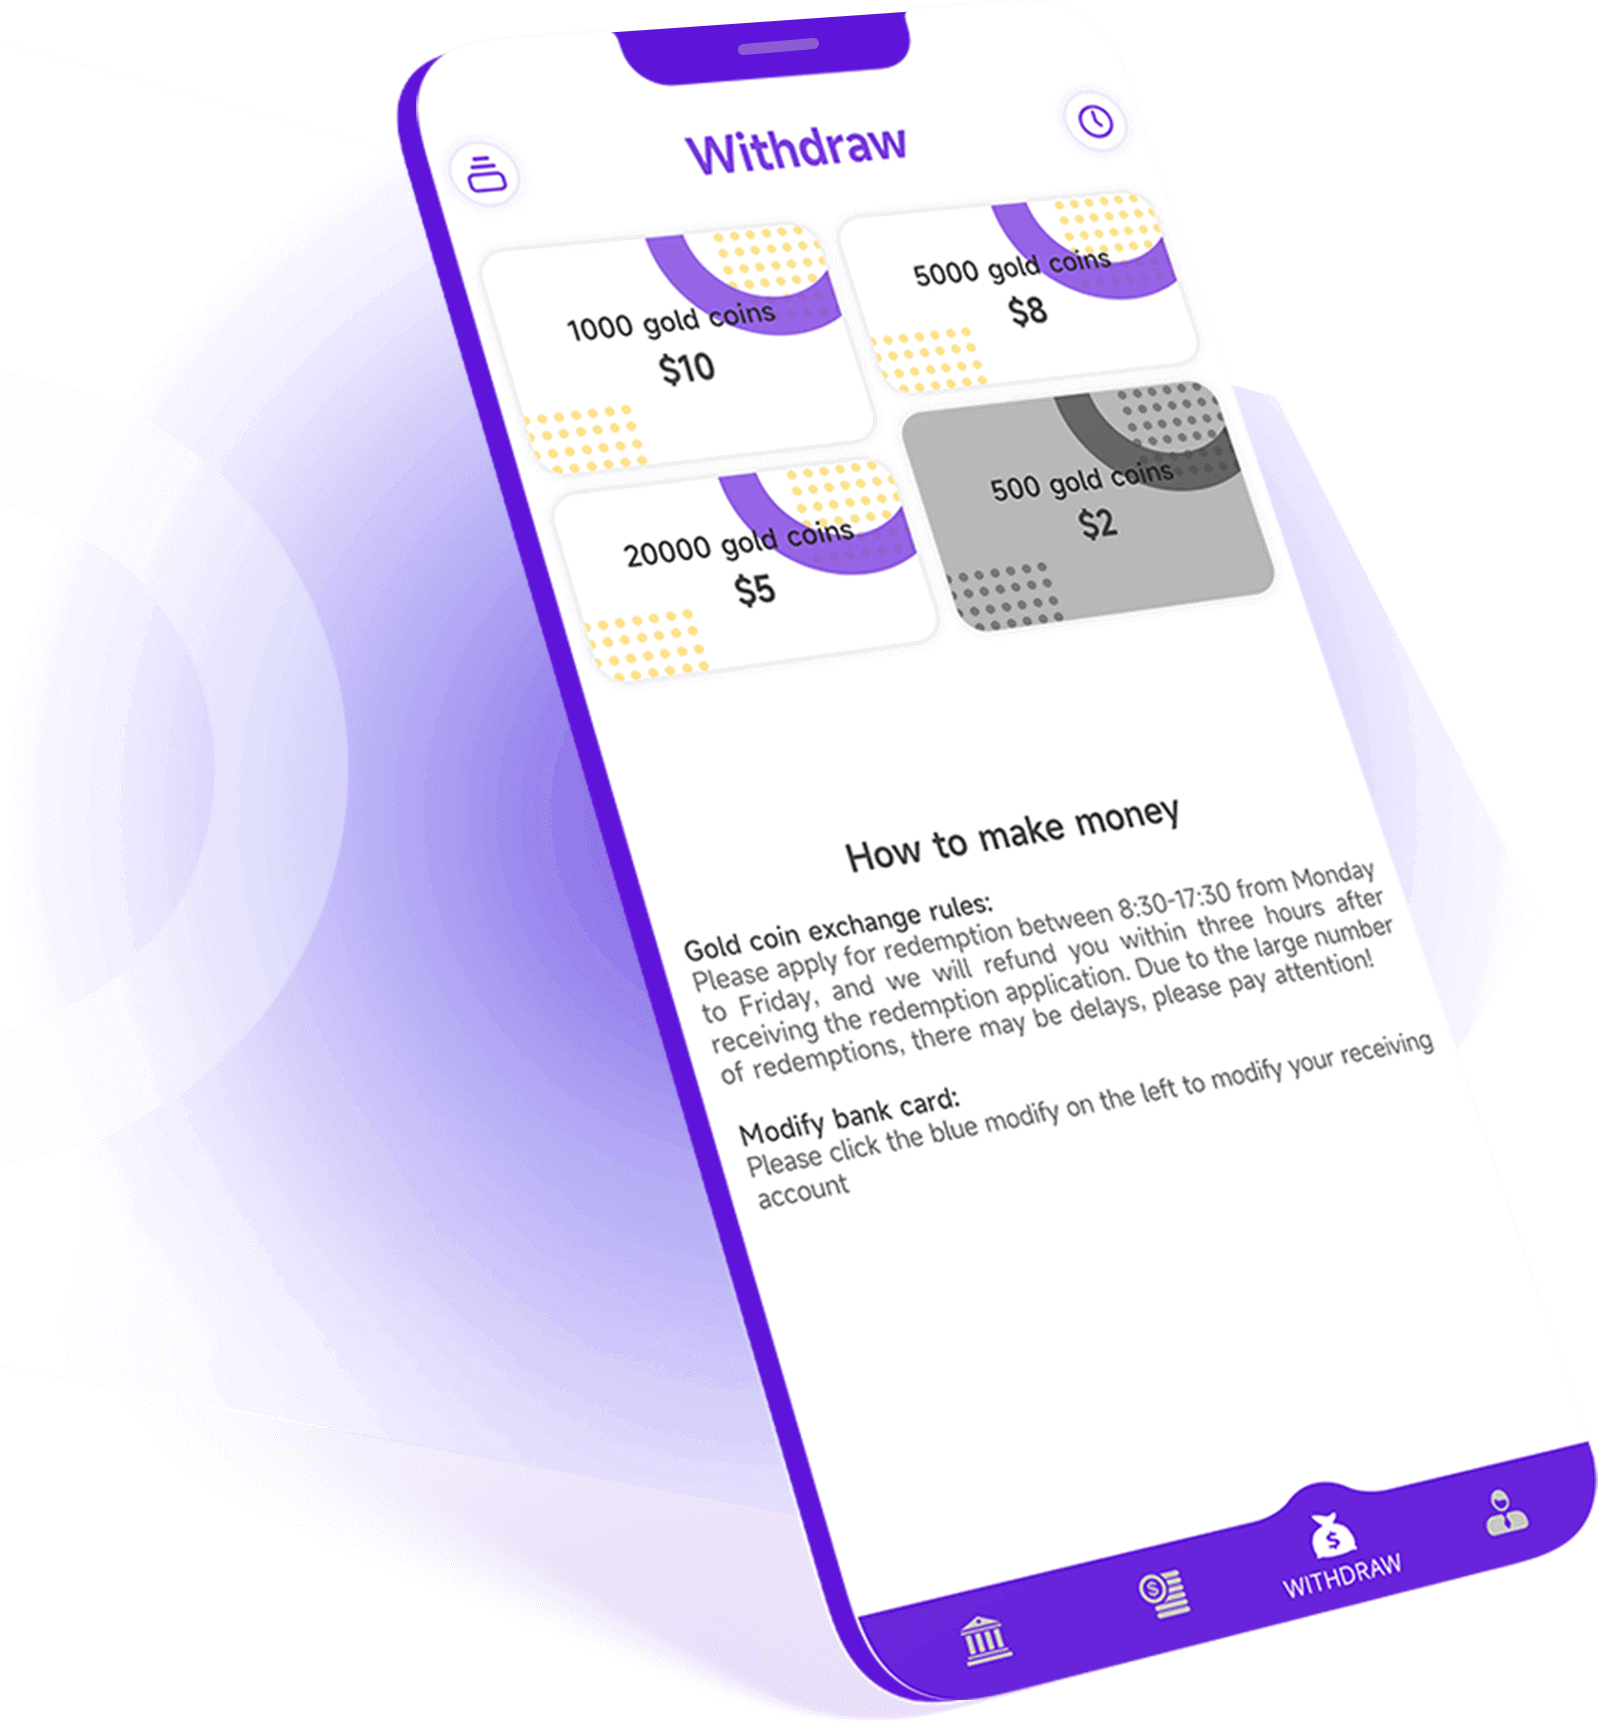 Withdraw
1000 gold coins
$10
5000 gold coins
$8
20000 gold coins
$5
500 gold coins
$2
How to make money
Gold coin exchange rules:
Please apply for redemption between 8:30-17:30 from Monday
to Friday, and we will refund you within three hours after
receiving the redemption application. Due to the large number
of redemptions, there may be delays, please pay attention!
Modify bank card:
Please click the blue modify on the left to modify your receiving
account
WITHDRAW